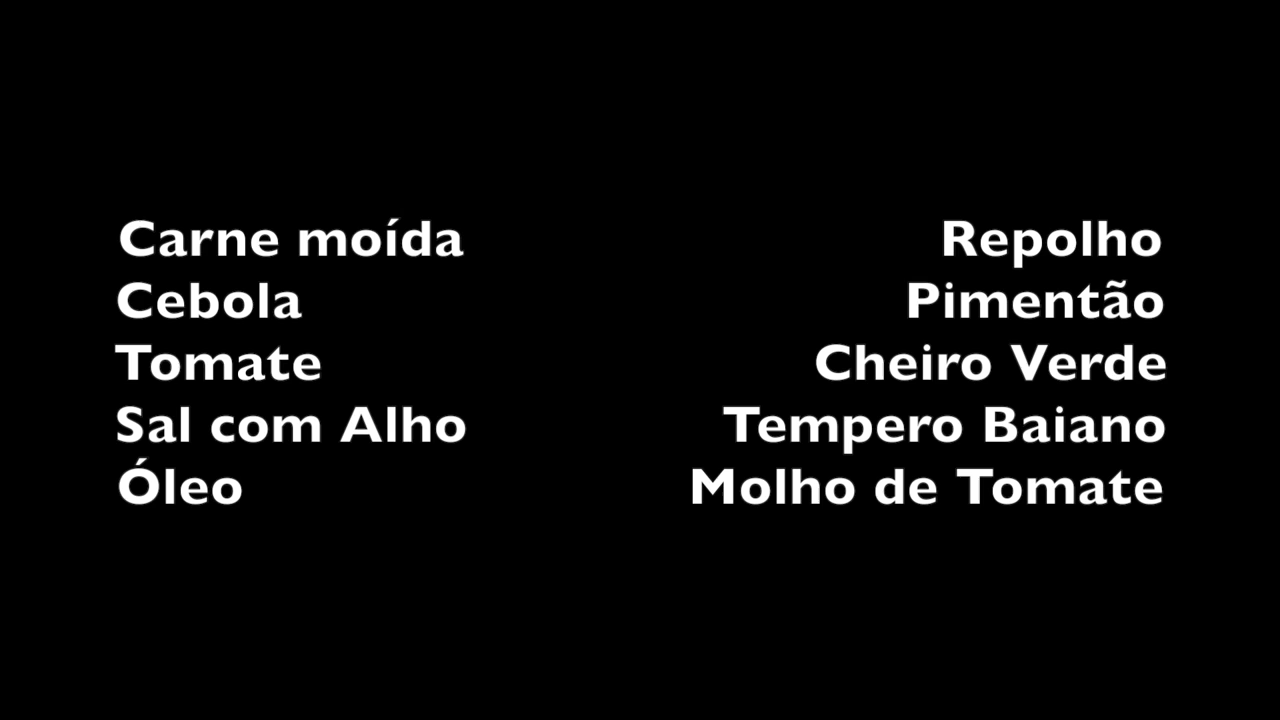 Carne moída
Cebola
Tomate
Sal com Alho
Óleo
Repolho
Pimentão
Cheiro Verde
Tempero Baiano
Molho de Tomate